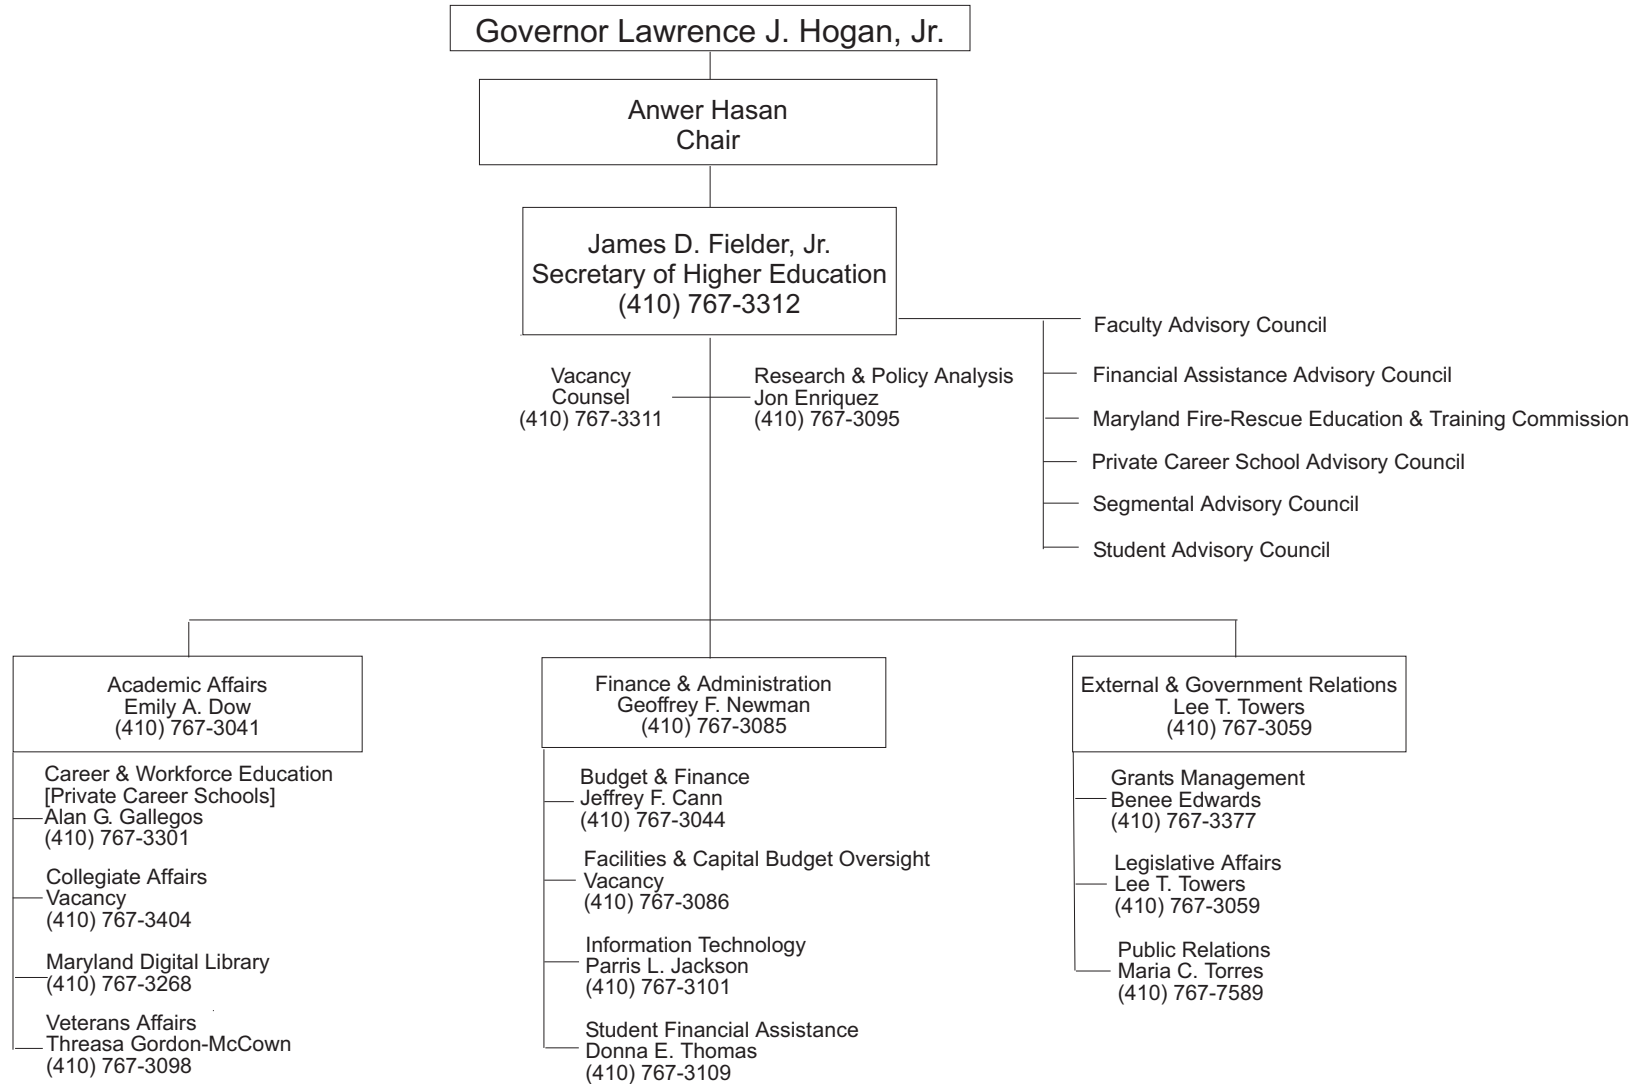 Governor Lawrence J. Hogan, Jr.
Anwer Hasan
Chair
James D. Fielder, Jr.
Secretary of Higher Education
(410) 767-3312
Faculty Advisory Council
Financial Assistance Advisory Council
Maryland Fire-Rescue Education & Training Commission
Private Career School Advisory Council
Segmental Advisory Council
Student Advisory Council
Vacancy
Counsel
(410) 767-3311
Research & Policy Analysis
Jon Enriquez
(410) 767-3095
Academic Affairs
Emily A. Dow
(410) 767-3041
Career & Workforce Education
[Private Career Schools]
Alan G. Gallegos
(410) 767-3301
Collegiate Affairs
Vacancy
(410) 767-3404
Maryland Digital Library
(410) 767-3268
Veterans Affairs
Threasa Gordon-McCown
(410) 767-3098
Finance & Administration
Geoffrey F. Newman
(410) 767-3085
Budget & Finance
Jeffrey F. Cann
(410) 767-3044
Facilities & Capital Budget Oversight
Vacancy
(410) 767-3086
Information Technology
Parris L. Jackson
(410) 767-3101
Student Financial Assistance
Donna E. Thomas
(410) 767-3109
External & Government Relations
Lee T. Towers
(410) 767-3059
Grants Management
Benee Edwards
(410) 767-3377
Legislative Affairs
Lee T. Towers
(410) 767-3059
Public Relations
Maria C. Torres
(410) 767-7589